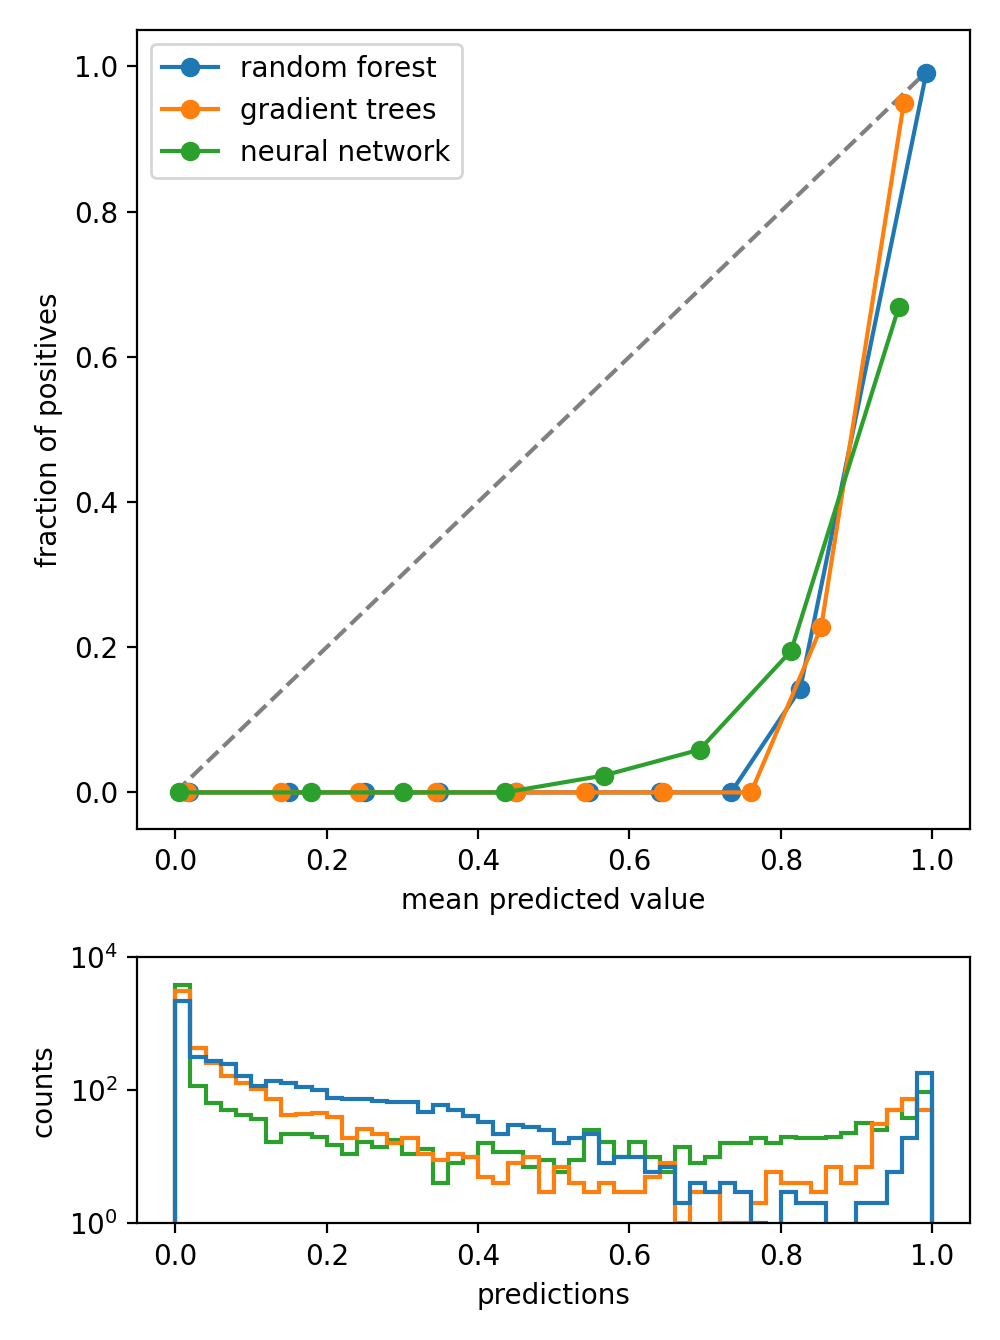 random forest
gradient trees
neural network
1.0
0.8
0.6
0.4
0.2
0.0
fraction of positives
0.0 0.2 0.4 0.6 0.8 1.0
mean predicted value
10⁴
10²
10⁰
counts
0.0 0.2 0.4 0.6 0.8 1.0
predictions